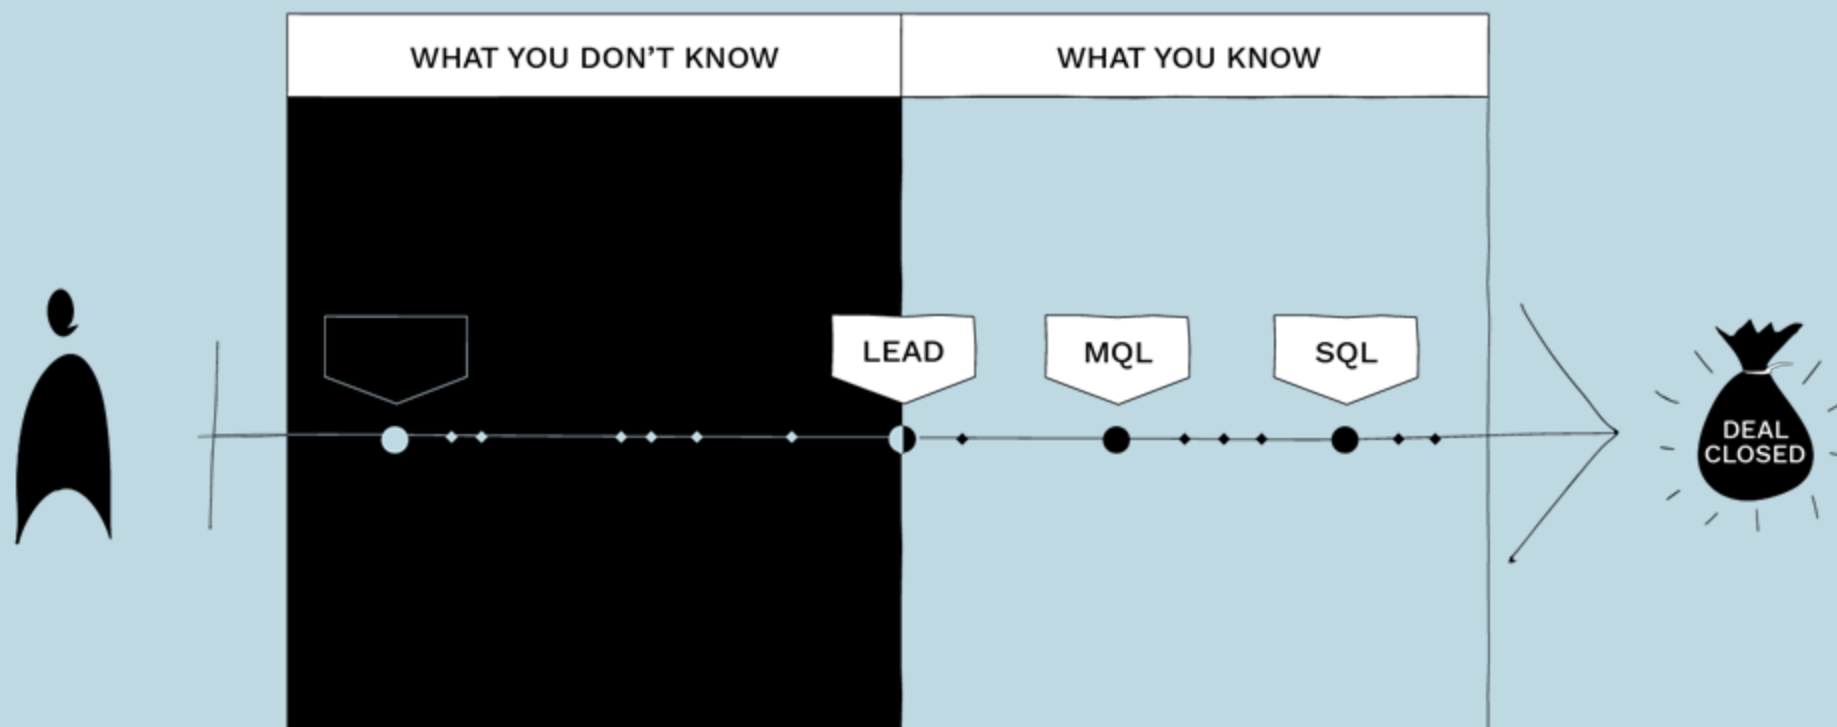 WHAT YOU DON’T KNOW
WHAT YOU KNOW
LEAD
MQL
SQL
DEAL
CLOSED